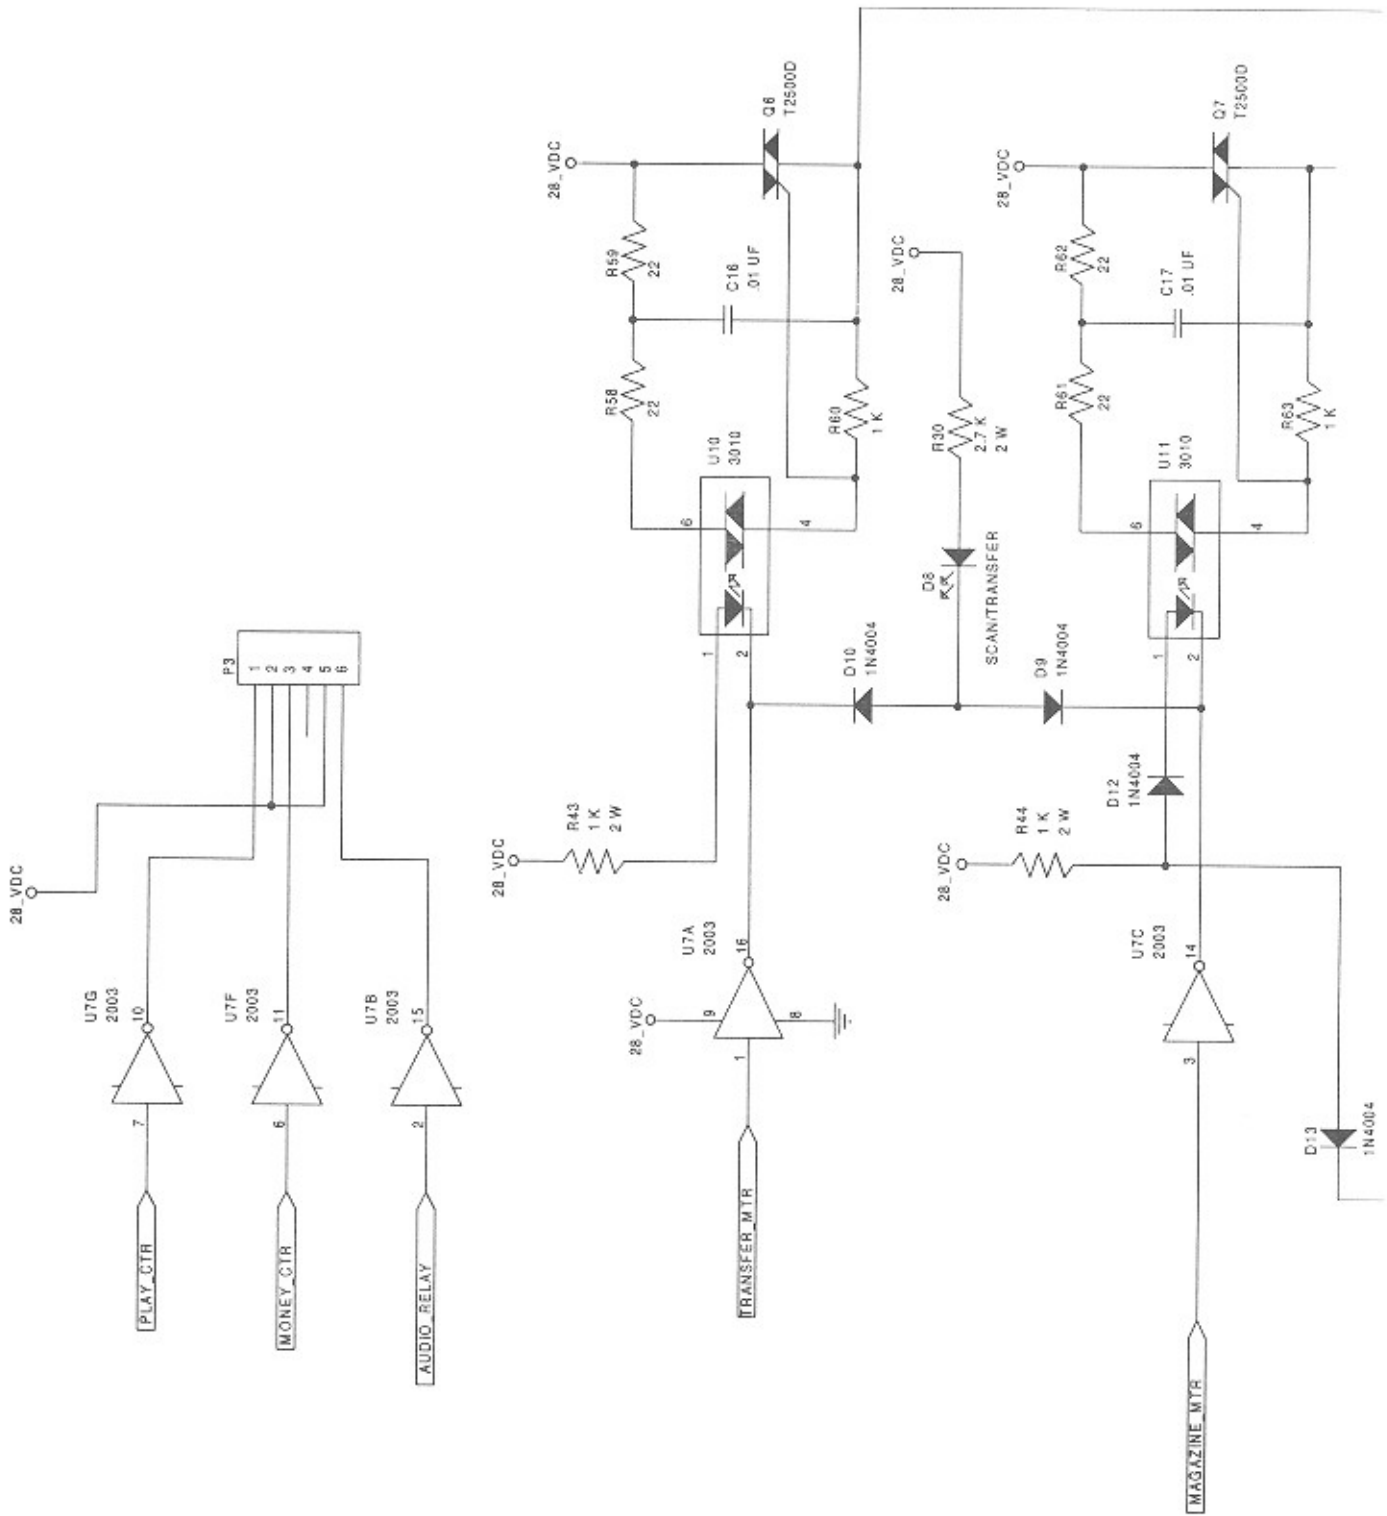 28_VDC
U7G
2003
PLAY_CTR
7
10
U7F
2003
MONEY_CTR
6
11
U7B
2003
AUDIO_RELAY
2
15
P3
1
2
3
4
5
6
28_VDC
R43
1 K
2 W
28_VDC
U7A
2003
TRANSFER_MTR
1
9
8
16
1
2
U10
3010
6
4
R58
22
R59
22
C16
.01 UF
R60
1 K
28_VDC
Q6
T2500D
D10
1N4004
D8
SCAN/TRANSFER
R30
2.7 K
2 W
28_VDC
D9
1N4004
28_VDC
R44
1 K
2 W
D12
1N4004
U7C
2003
MAGAZINE_MTR
3
14
1
2
U11
3010
6
4
R61
22
R62
22
C17
.01 UF
R63
1 K
28_VDC
Q7
T2500D
D13
1N4004